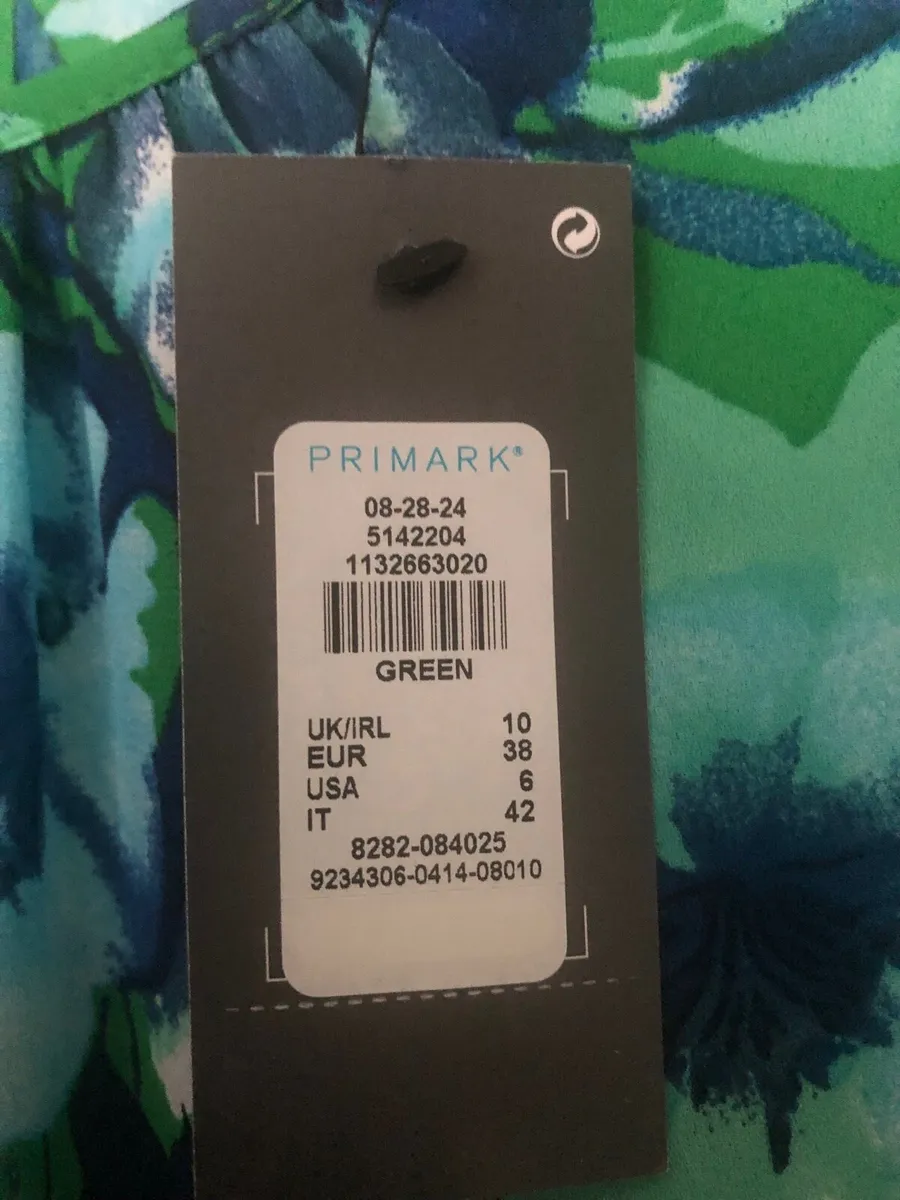 PRIMARK®
08-28-24
5142204
1132663020
GREEN
UK/IRL 10
EUR 38
USA 6
IT 42
8282-084025
9234306-0414-08010